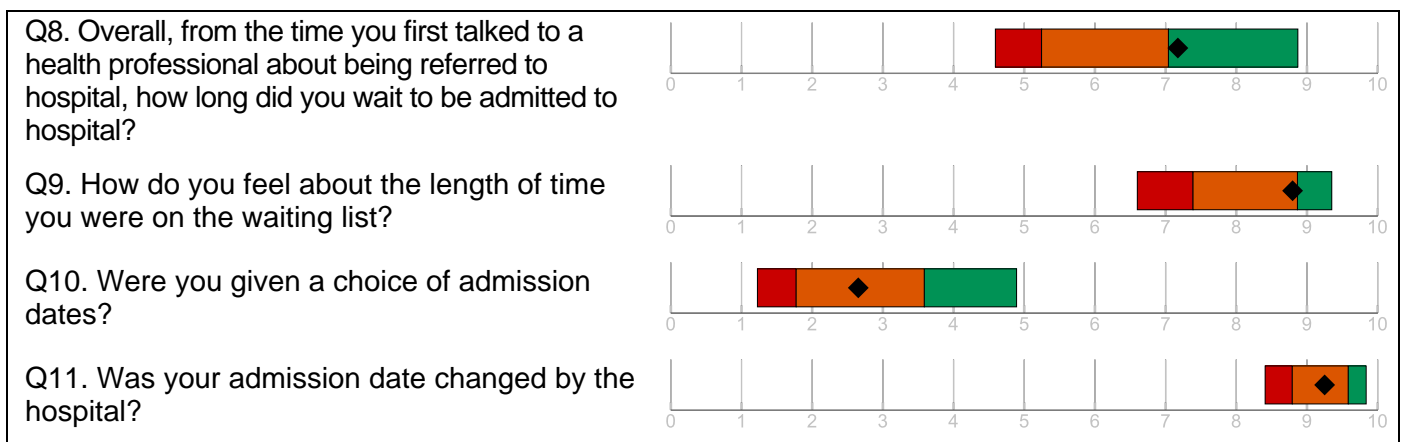 Q8. Overall, from the time you first talked to a
health professional about being referred to
hospital, how long did you wait to be admitted to
hospital?
0 1 2 3 4 5 6 7 8 9 10
Q9. How do you feel about the length of time
you were on the waiting list?
0 1 2 3 4 5 6 7 8 9 10
Q10. Were you given a choice of admission
dates?
0 1 2 3 4 5 6 7 8 9 10
Q11. Was your admission date changed by the
hospital?
0 1 2 3 4 5 6 7 8 9 10